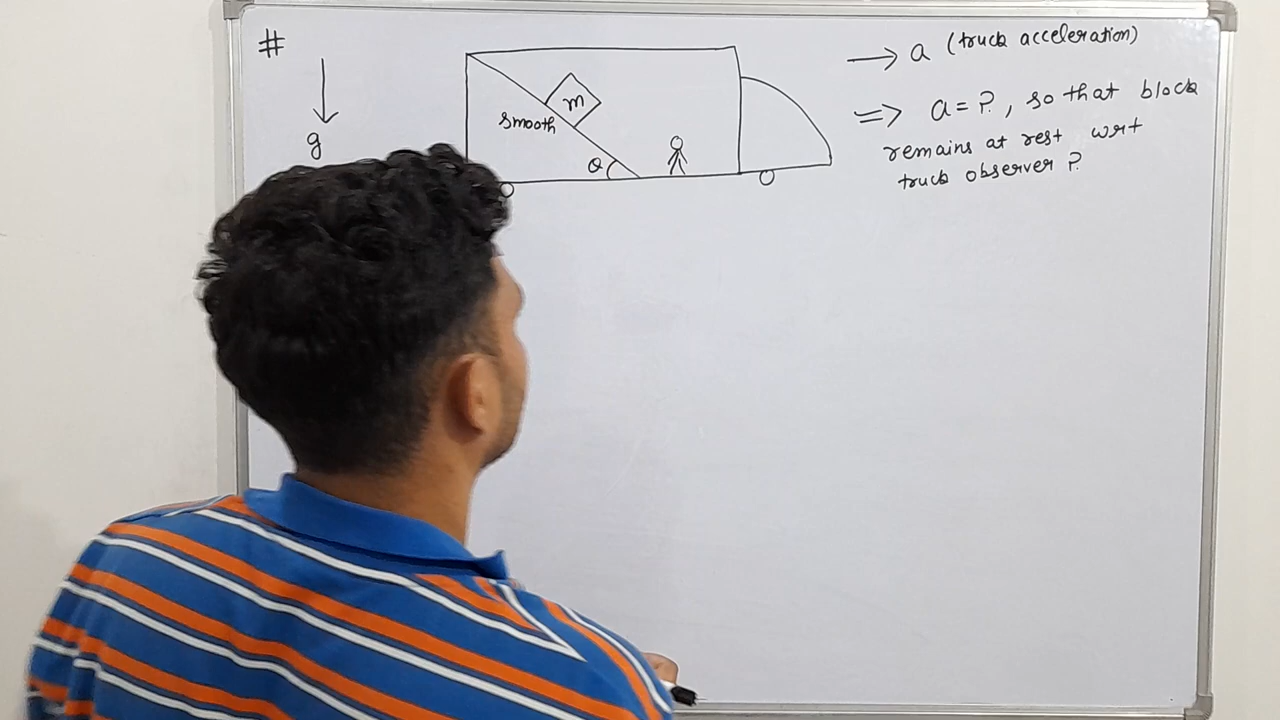 #
g
smooth
m
θ
→ a (truck acceleration)
⇒ a = ?, so that block
remains at rest wrt
truck observer ?